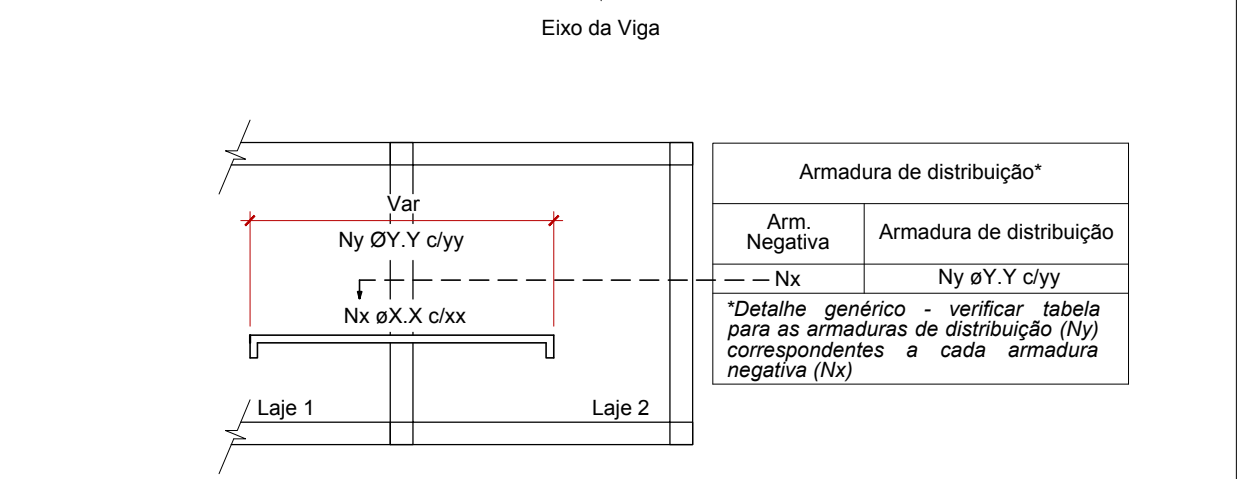 Eixo da Viga
Var
Ny ØY.Y c/yy
Nx øX.X c/xx
Laje 1
Laje 2
Armadura de distribuição*
Arm.
Negativa
Armadura de distribuição
Nx
Ny øY.Y c/yy
*Detalhe genérico - verificar tabela
para as armaduras de distribuição (Ny)
correspondentes a cada armadura
negativa (Nx)